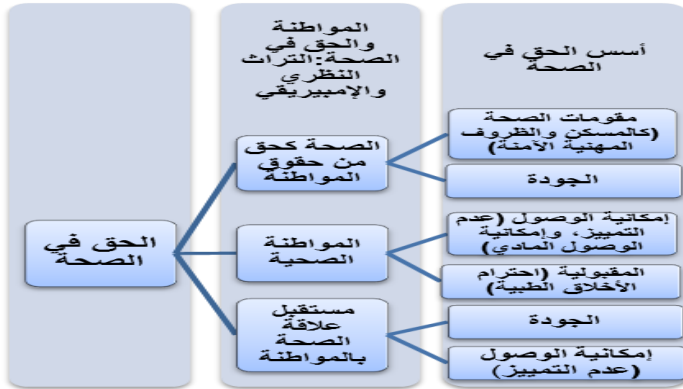 أسس الحق في
الصحة
المواطنة
والحق في
الصحة:التراث
النظري
والإمبيريقي
مقومات الصحة
(كالمسكن والظروف
المهنية الآمنة)
الجودة
إمكانية الوصول (عدم
التمييز، وإمكانية
الوصول المادي)
المقبولية (احترام
الأخلاق الطبية)
الجودة
إمكانية الوصول
(عدم التمييز)
الصحة كحق
من حقوق
المواطنة
المواطنة
الصحية
مستقبل
علاقة
الصحة
بالمواطنة
الحق في
الصحة